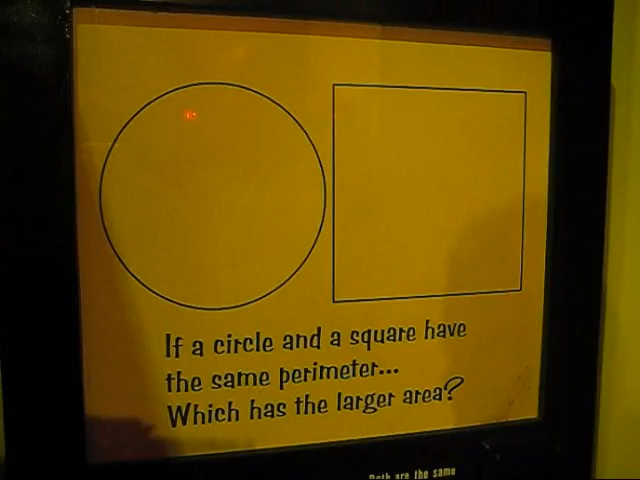 If a circle and a square have
the same perimeter...
Which has the larger area?
Both are the same